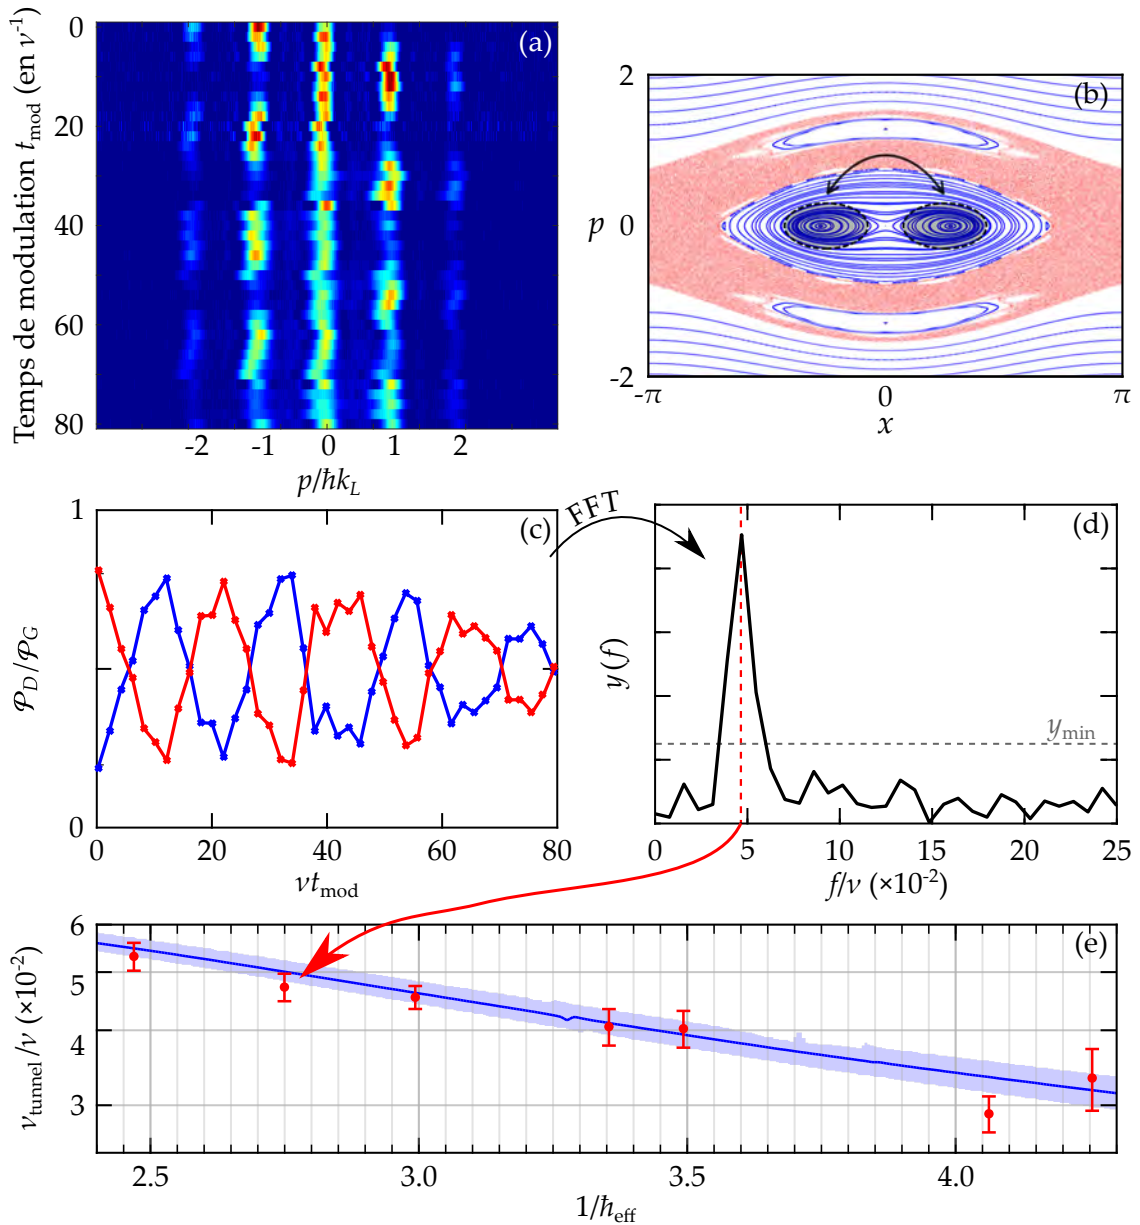 (a)
Temps de modulation t_mod (en ν⁻¹)
0
20
40
60
80
-2 -1 0 1 2
p/ħk_L
(b)
2
p 0
-2
-π 0 π
x
(c)
1
𝒫_D/𝒫_G
0
0 20 40 60 80
νt_mod
FFT
(d)
y(f)
y_min
0 5 10 15 20 25
f/ν (×10⁻²)
(e)
6
5
4
3
ν_tunnel/ν (×10⁻²)
2.5 3.0 3.5 4.0
1/ħ_eff